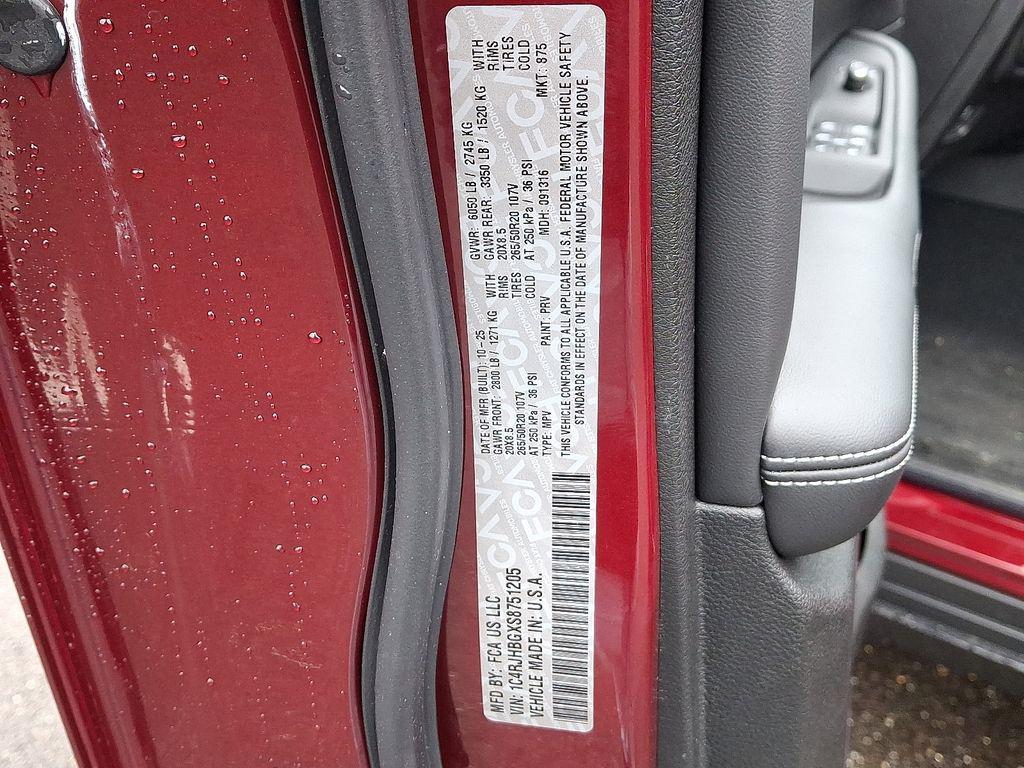 MFD BY: FCA US LLC
VIN: 1C4RJHBGXS8751205
VEHICLE MADE IN: U.S.A.
DATE OF MFR (BUILT): 10-25
GAWR FRONT: 2800 LB / 1271 KG WITH
20X8.5 RIMS
265/50R20 107V TIRES
AT 250 kPa / 36 PSI COLD
TYPE: MPV PAINT: PRV
GVWR: 6050 LB / 2745 KG
GAWR REAR: 3350 LB / 1520 KG WITH
20X8.5 RIMS
265/50R20 107V TIRES
AT 250 kPa / 36 PSI COLD
MDH: 091316 MKT: 875
THIS VEHICLE CONFORMS TO ALL APPLICABLE U.S.A. FEDERAL MOTOR VEHICLE SAFETY
STANDARDS IN EFFECT ON THE DATE OF MANUFACTURE SHOWN ABOVE.